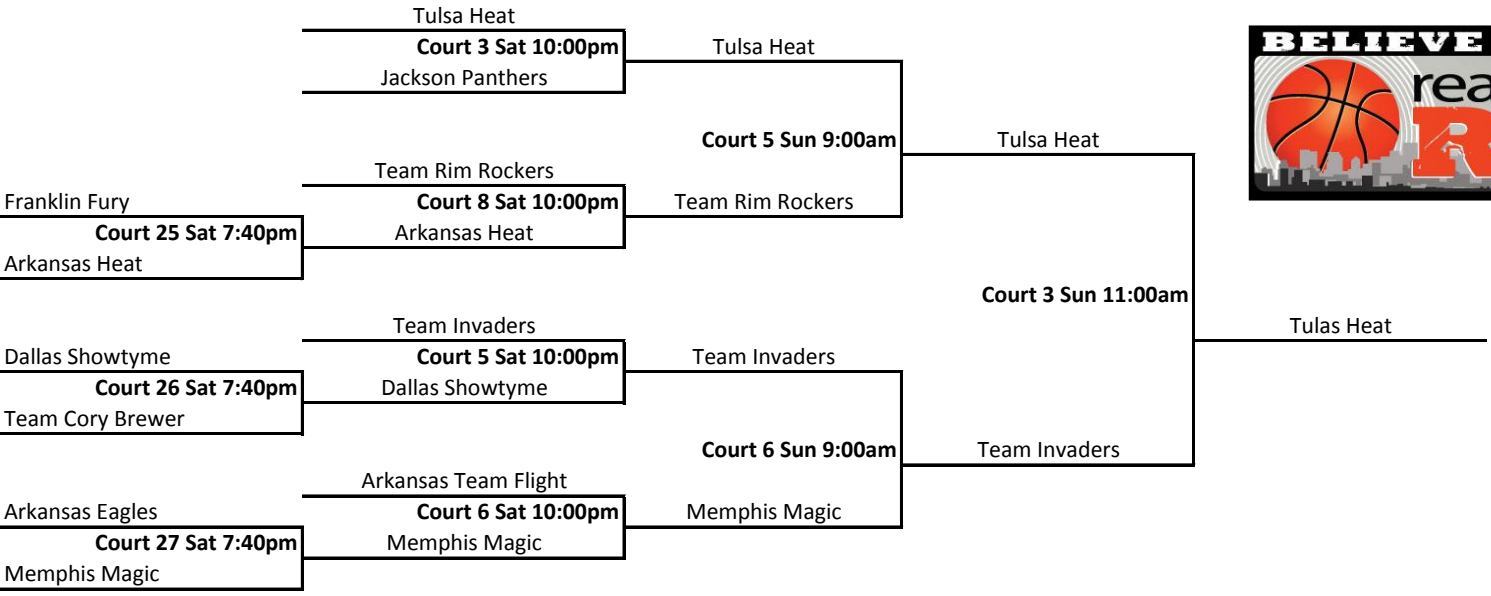 Tulsa Heat
Court 3 Sat 10:00pm
Tulsa Heat
Jackson Panthers
BELIEVE
rea
R
Court 5 Sun 9:00am
Tulsa Heat
Team Rim Rockers
Franklin Fury
Court 8 Sat 10:00pm
Team Rim Rockers
Court 25 Sat 7:40pm
Arkansas Heat
Arkansas Heat
Court 3 Sun 11:00am
Team Invaders
Tulas Heat
Dallas Showtyme
Court 5 Sat 10:00pm
Team Invaders
Court 26 Sat 7:40pm
Dallas Showtyme
Team Cory Brewer
Court 6 Sun 9:00am
Team Invaders
Arkansas Team Flight
Arkansas Eagles
Court 6 Sat 10:00pm
Memphis Magic
Court 27 Sat 7:40pm
Memphis Magic
Memphis Magic